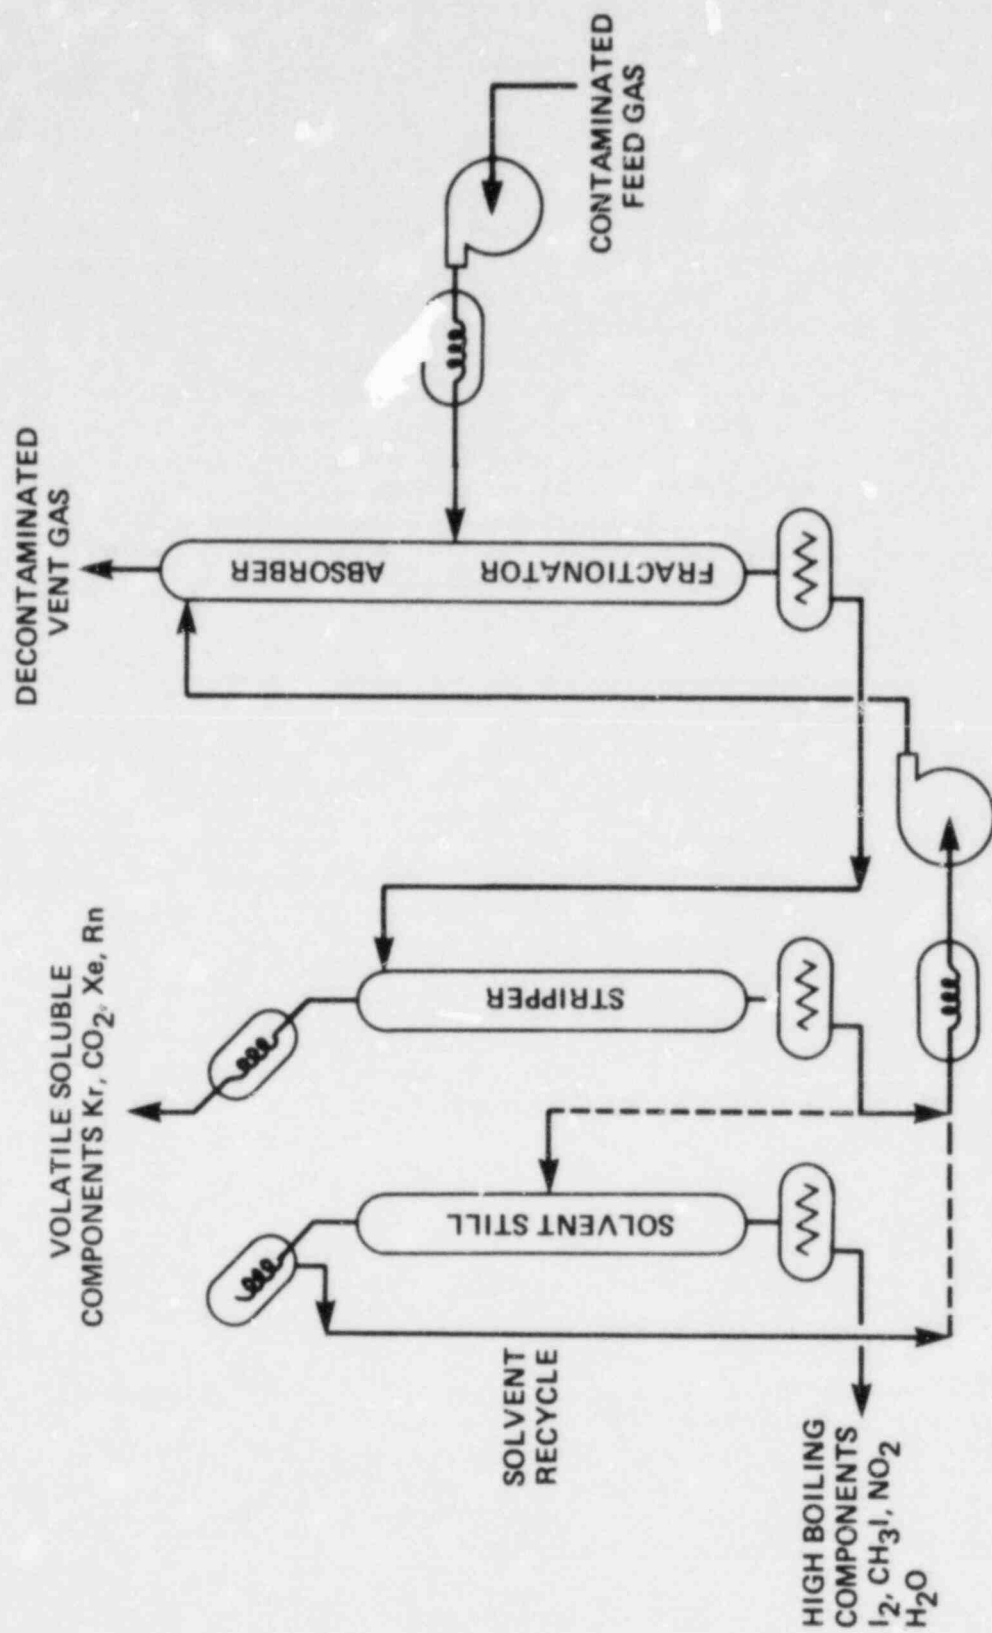 DECONTAMINATED
VENT GAS
VOLATILE SOLUBLE
COMPONENTS Kr, CO2, Xe, Rn
SOLVENT
RECYCLE
HIGH BOILING
COMPONENTS
I2, CH3I, NO2
H2O
SOLVENT STILL
STRIPPER
ABSORBER
FRACTIONATOR
CONTAMINATED
FEED GAS